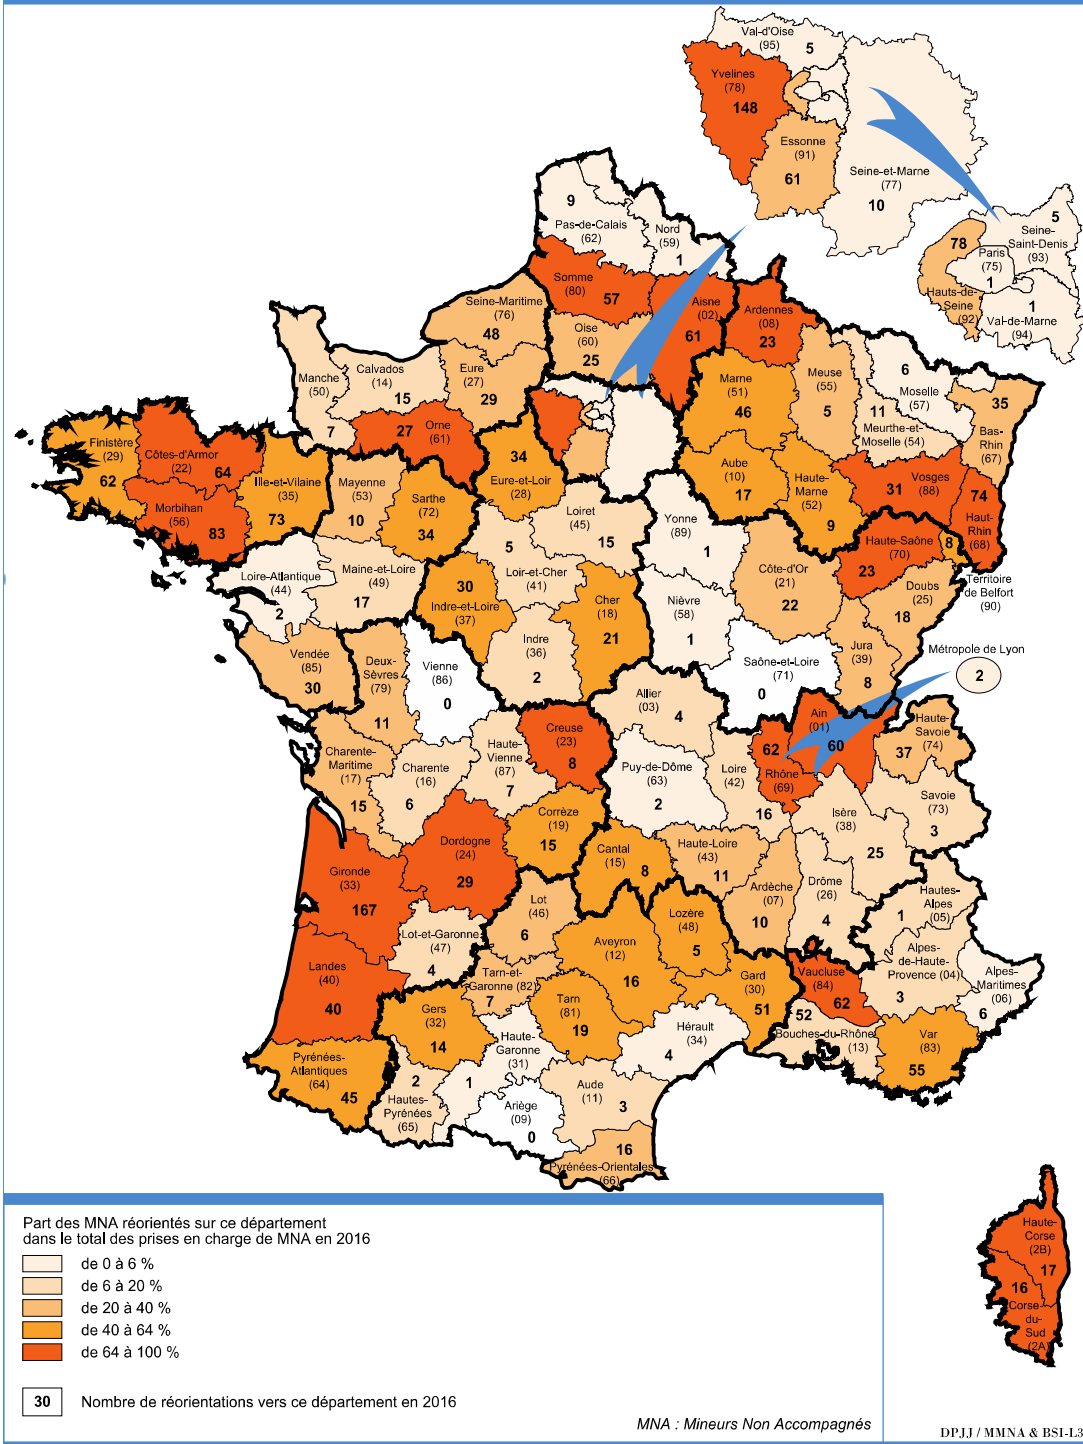 Val-d'Oise
(95)
5
Yvelines
(78)
148
Essonne
(91)
61
Seine-et-Marne
(77)
10
5
Seine-
Saint-Denis
(93)
78
Paris
(75)
1
Hauts-de-
Seine
(92)
1
Val-de-Marne
(94)
9
Pas-de-Calais
(62)
Nord
(59)
1
Somme
(80)
57
Aisne
(02)
61
Ardennes
(08)
23
Seine-Maritime
(76)
48
Oise
(60)
25
Eure
(27)
29
Calvados
(14)
15
Manche
(50)
7
27
Orne
(61)
Marne
(51)
46
Meuse
(55)
5
6
Moselle
(57)
11
Meurthe-et-
Moselle (54)
35
Bas-
Rhin
(67)
Finistère
(29)
62
Côtes-d'Armor
(22)
64
Morbihan
(56)
83
Ille-et-Vilaine
(35)
73
Mayenne
(53)
10
Sarthe
(72)
34
34
Eure-et-Loir
(28)
Aube
(10)
17
Haute-
Marne
(52)
9
31
Vosges
(88)
74
Haut-
Rhin
(68)
Loiret
(45)
15
Yonne
(89)
1
Haute-Saône
(70)
23
8
Territoire
de Belfort
(90)
Loire-Atlantique
(44)
2
Maine-et-Loire
(49)
17
5
Loir-et-Cher
(41)
30
Indre-et-Loire
(37)
Cher
(18)
21
Nièvre
(58)
1
Côte-d'Or
(21)
22
Doubs
(25)
18
Vendée
(85)
30
Deux-
Sèvres
(79)
11
Vienne
(86)
0
Indre
(36)
2
Saône-et-Loire
(71)
0
Jura
(39)
8
Métropole de Lyon
2
Allier
(03)
4
Creuse
(23)
8
Haute-
Vienne
(87)
7
Charente-
Maritime
(17)
15
Charente
(16)
6
Puy-de-Dôme
(63)
2
Loire
(42)
16
62
Rhône
(69)
Ain
(01)
60
Haute-
Savoie
(74)
37
Savoie
(73)
3
Isère
(38)
25
Corrèze
(19)
15
Dordogne
(24)
29
Gironde
(33)
167
Cantal
(15)
8
Haute-Loire
(43)
11
Ardèche
(07)
10
Drôme
(26)
4
Hautes-
Alpes
(05)
1
Lot
(46)
6
Lot-et-Garonne
(47)
4
Landes
(40)
40
Aveyron
(12)
16
Lozère
(48)
5
Gard
(30)
51
Vaucluse
(84)
62
Alpes-
de-Haute-
Provence (04)
3
Alpes-
Maritimes
(06)
6
Tarn-et-
Garonne (82)
7
Tarn
(81)
19
Gers
(32)
14
Haute-
Garonne
(31)
1
Hérault
(34)
4
52
Bouches-du-Rhône
(13)
Var
(83)
55
Pyrénées-
Atlantiques
(64)
45
2
Hautes-
Pyrénées
(65)
Ariège
(09)
0
Aude
(11)
3
16
Pyrénées-Orientales
(66)
Haute-
Corse
(2B)
17
16
Corse-
du-
Sud
(2A)
Part des MNA réorientés sur ce département
dans le total des prises en charge de MNA en 2016
de 0 à 6 %
de 6 à 20 %
de 20 à 40 %
de 40 à 64 %
de 64 à 100 %
30 Nombre de réorientations vers ce département en 2016
MNA : Mineurs Non Accompagnés
DPJJ / MMNA & BSI-L3